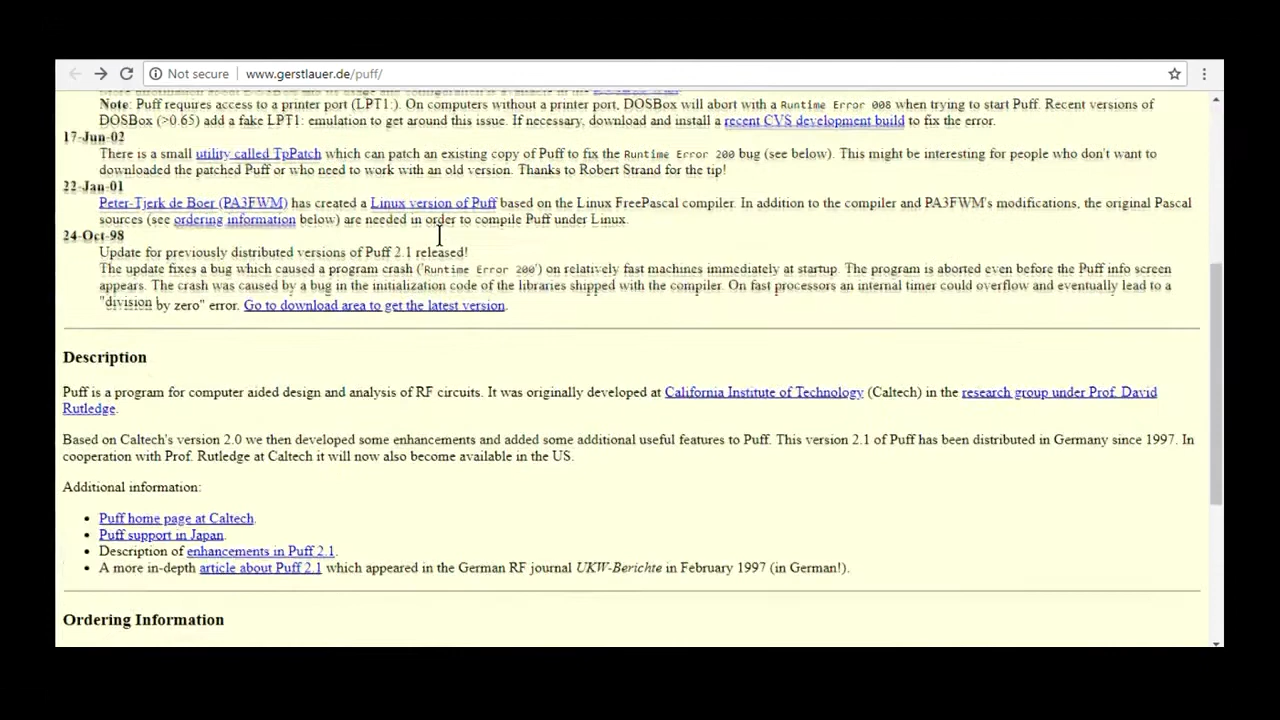 Not secure | www.gerstlauer.de/puff/
Note: Puff requires access to a printer port (LPT1:). On computers without a printer port, DOSBox will abort with a Runtime Error 008 when trying to start Puff. Recent versions of
DOSBox (>0.65) add a fake LPT1: emulation to get around this issue. If necessary, download and install a recent CVS development build to fix the error.
17-Jun-02
There is a small utility called TpPatch which can patch an existing copy of Puff to fix the Runtime Error 200 bug (see below). This might be interesting for people who don't want to
downloaded the patched Puff or who need to work with an old version. Thanks to Robert Strand for the tip!
22-Jan-01
Peter-Tjerk de Boer (PA3FWM) has created a Linux version of Puff based on the Linux FreePascal compiler. In addition to the compiler and PA3FWM's modifications, the original Pascal
sources (see ordering information below) are needed in order to compile Puff under Linux.
24-Oct-98
Update for previously distributed versions of Puff 2.1 released!
The update fixes a bug which caused a program crash ('Runtime Error 200') on relatively fast machines immediately at startup. The program is aborted even before the Puff info screen
appears. The crash was caused by a bug in the initialization code of the libraries shipped with the compiler. On fast processors an internal timer could overflow and eventually lead to a
"division by zero" error. Go to download area to get the latest version.
Description
Puff is a program for computer aided design and analysis of RF circuits. It was originally developed at California Institute of Technology (Caltech) in the research group under Prof. David
Rutledge.
Based on Caltech's version 2.0 we then developed some enhancements and added some additional useful features to Puff. This version 2.1 of Puff has been distributed in Germany since 1997. In
cooperation with Prof. Rutledge at Caltech it will now also become available in the US.
Additional information:
• Puff home page at Caltech.
• Puff support in Japan.
• Description of enhancements in Puff 2.1.
• A more in-depth article about Puff 2.1 which appeared in the German RF journal UKW-Berichte in February 1997 (in German!).
Ordering Information